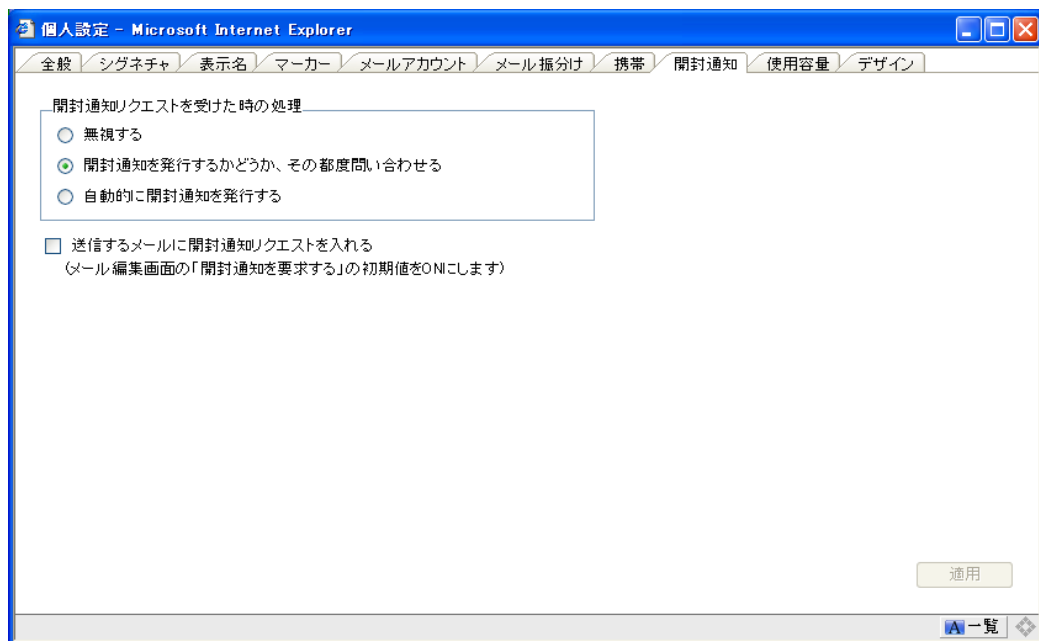 個人設定 - Microsoft Internet Explorer
全般 シグネチャ 表示名 マーカー メールアカウント メール振分け 携帯 開封通知 使用容量 デザイン
開封通知リクエストを受けた時の処理
無視する
開封通知を発行するかどうか、その都度問い合わせる
自動的に開封通知を発行する
送信するメールに開封通知リクエストを入れる
(メール編集画面の「開封通知を要求する」の初期値をONにします)
適用
A 一覧